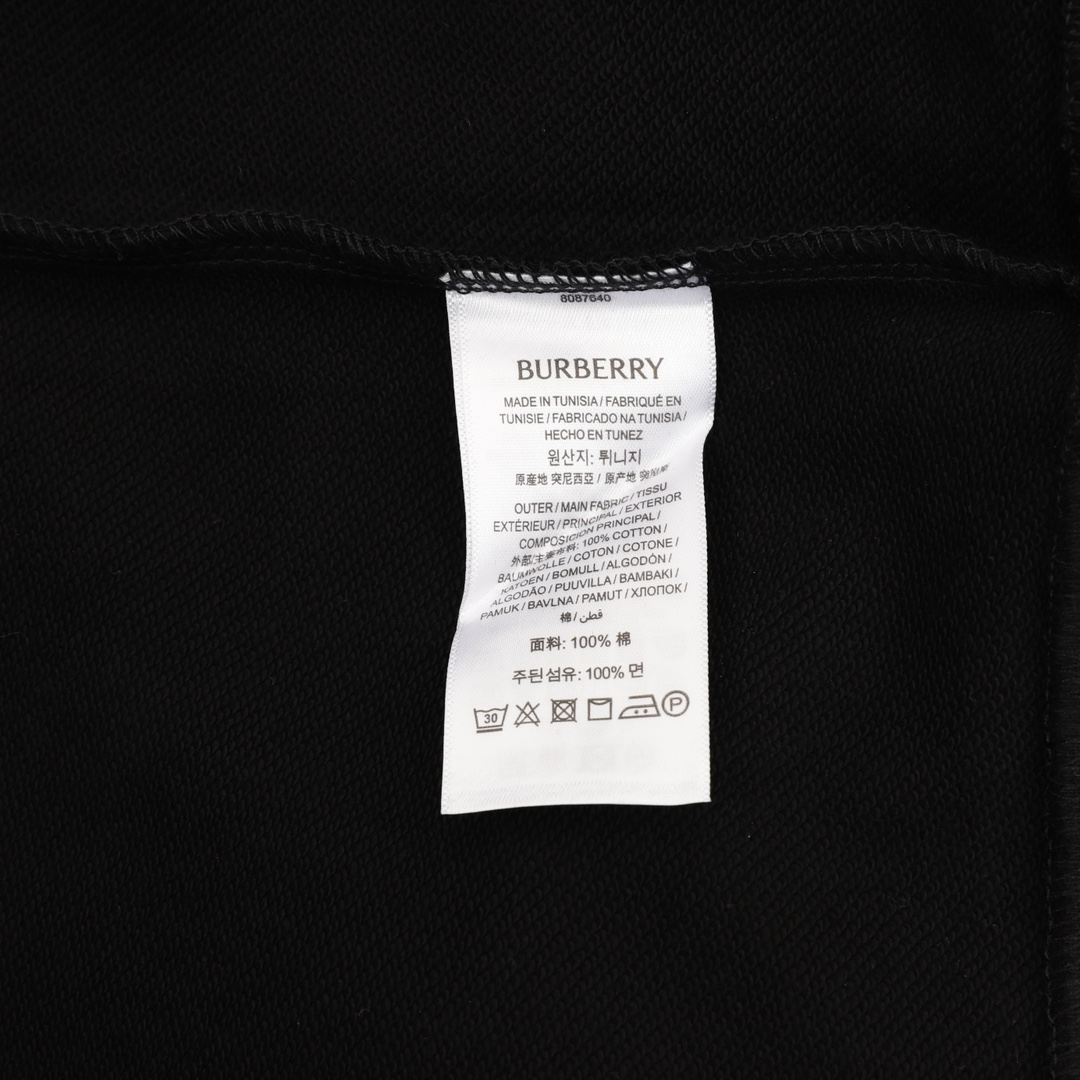 8087640
BURBERRY
MADE IN TUNISIA / FABRIQUÉ EN
TUNISIE / FABRICADO NA TUNISIA /
HECHO EN TUNEZ
원산지: 튀니지
原産地 突尼西亞 / 原产地 突尼斯
OUTER / MAIN FABRIC / TISSU
EXTÉRIEUR / PRINCIPAL / EXTERIOR
COMPOSICIÓN PRINCIPAL /
外部/主要布料: 100% COTTON /
BAUMWOLLE / COTON / COTONE /
KATOEN / BOMULL / ALGODÓN /
ALGODÃO / PUUVILLA / BAMBAKI /
PAMUK / BAVLNA / PAMUT / ХЛОПОК /
棉 / قطن
面料: 100% 棉
주된섬유: 100% 면
30 P